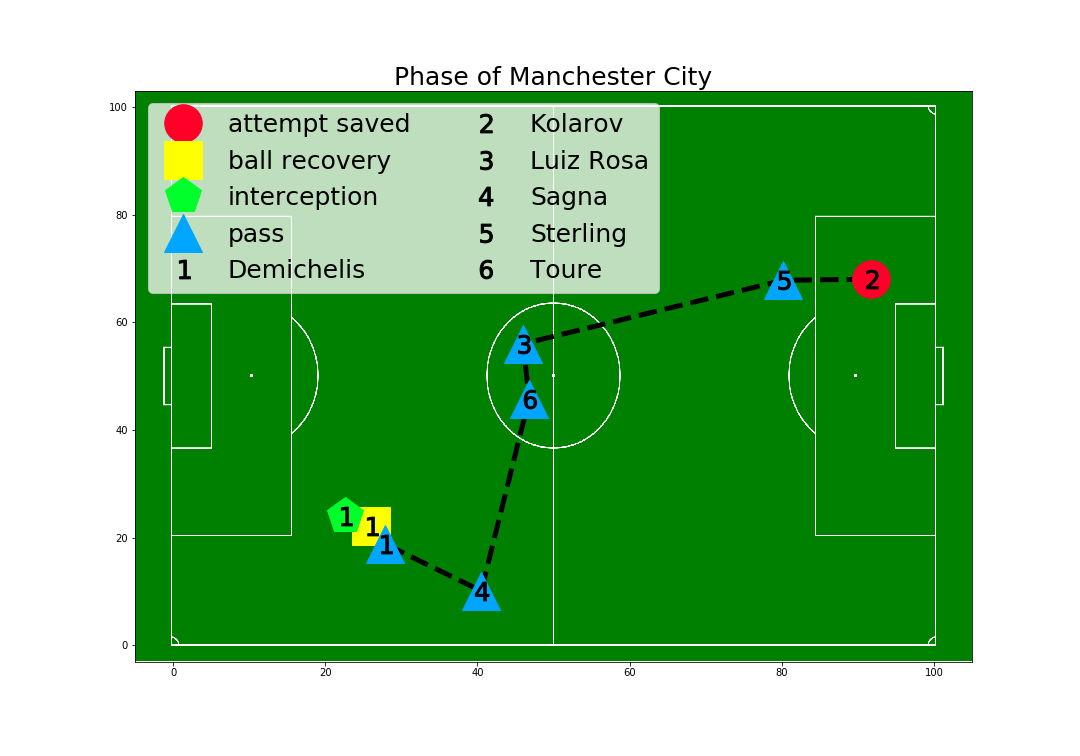 Phase of Manchester City
attempt saved
ball recovery
interception
pass
1 Demichelis
2 Kolarov
3 Luiz Rosa
4 Sagna
5 Sterling
6 Toure
100
80
60
40
20
0
5
2
3
6
1
1
1
4
0 20 40 60 80 100